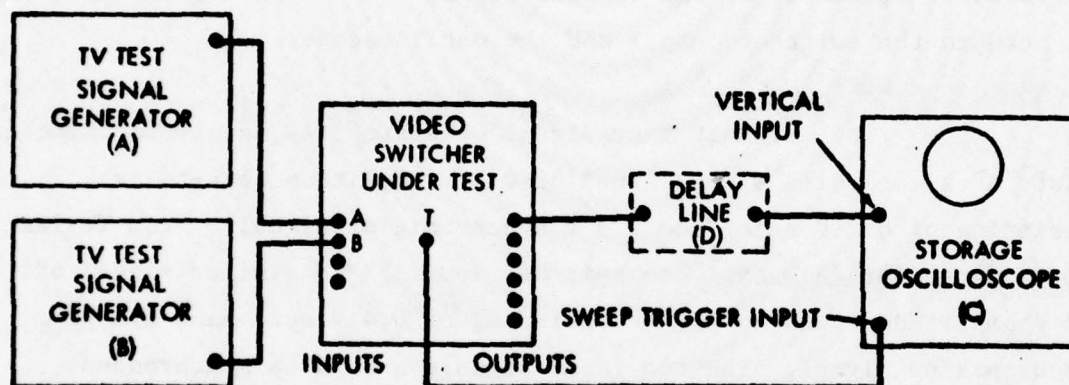 TV TEST
SIGNAL
GENERATOR
(A)
TV TEST
SIGNAL
GENERATOR
(B)
VIDEO
SWITCHER
UNDER TEST
A
B
T
INPUTS
OUTPUTS
DELAY
LINE
(D)
VERTICAL
INPUT
SWEEP TRIGGER INPUT
STORAGE
OSCILLOSCOPE
(C)